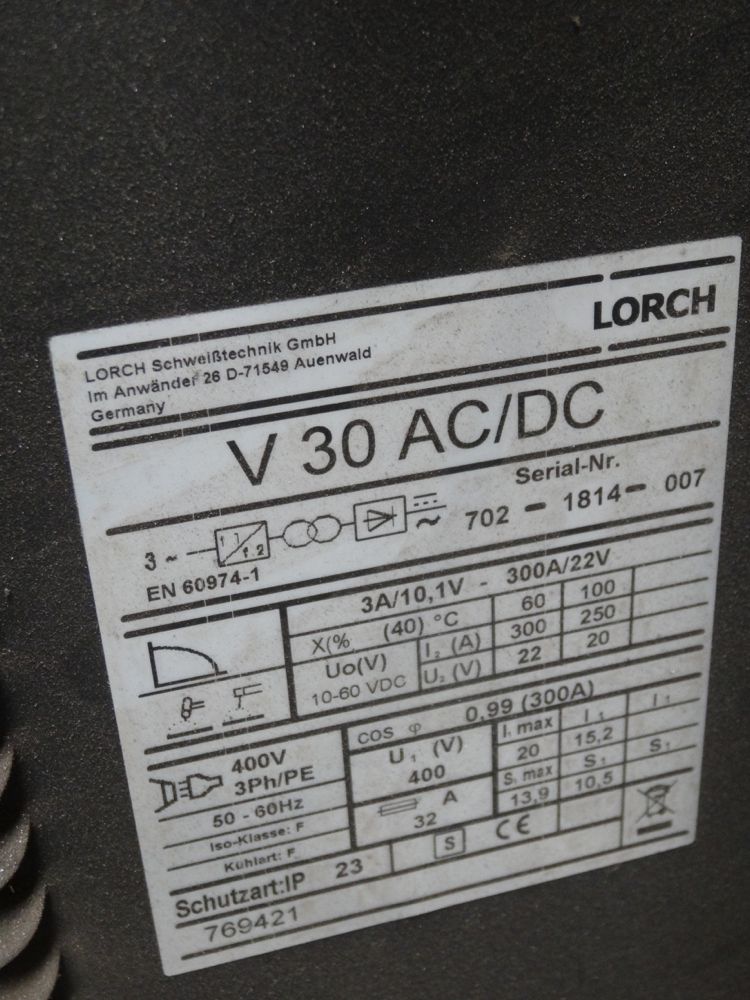 LORCH Schweißtechnik GmbH
Im Anwänder 26 D-71549 Auenwald
Germany
LORCH
V 30 AC/DC
Serial-Nr.
702 - 1814 - 007
3 ~
f1
f2
EN 60974-1
3A/10,1V - 300A/22V
X(% (40) °C 60 100
Uo(V) I₂ (A) 300 250
10-60 VDC U₂ (V) 22 20
cos φ 0,99 (300A)
400V
3Ph/PE
50 - 60Hz
Iso-Klasse: F
Kühlart: F
U₁ (V)
400
A
32
I₁ max I₁ I₁
20 15,2
S₁ max S₁ S₁
13,9 10,5
Schutzart:IP 23 S CE
769421